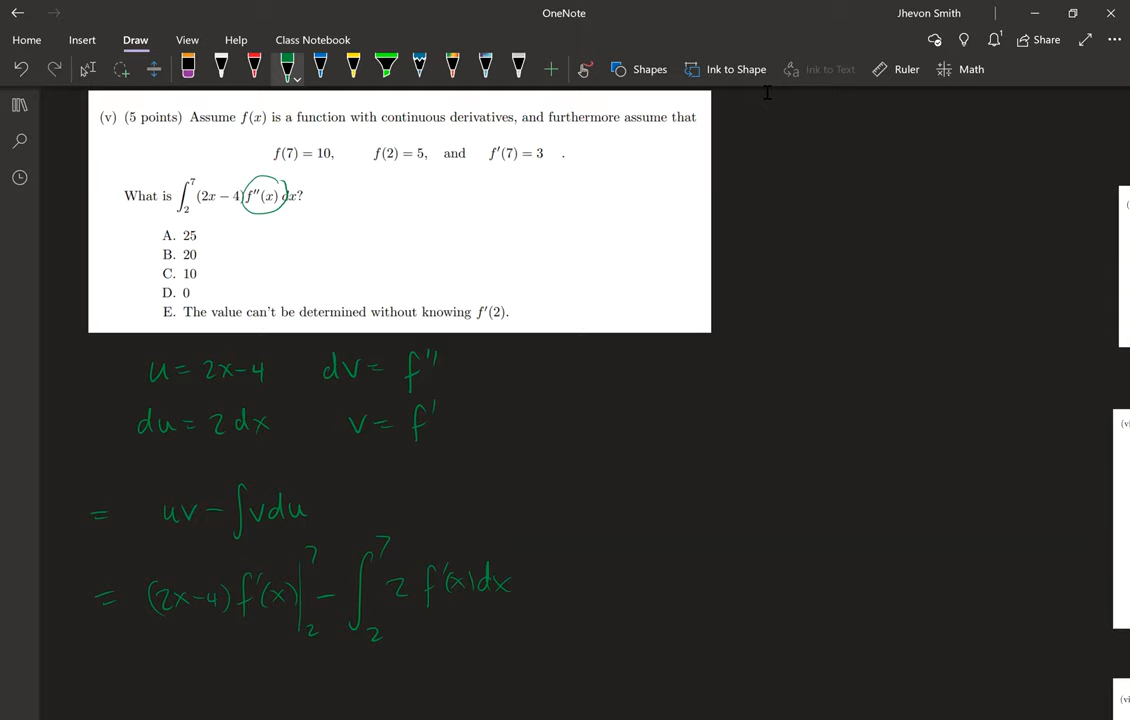 OneNote
Jhevon Smith
Home Insert Draw View Help Class Notebook
Share
Shapes Ink to Shape Ink to Text Ruler Math
(v) (5 points) Assume f(x) is a function with continuous derivatives, and furthermore assume that
f(7) = 10, f(2) = 5, and f′(7) = 3 .
What is ∫₂⁷ (2x − 4)f″(x) dx?
A. 25
B. 20
C. 10
D. 0
E. The value can't be determined without knowing f′(2).
u = 2x-4 dv = f″
du = 2 dx v = f′
= uv - ∫vdu
= (2x-4) f′(x)|₂⁷ - ∫₂⁷ 2 f′(x)dx
(
(v
(vi